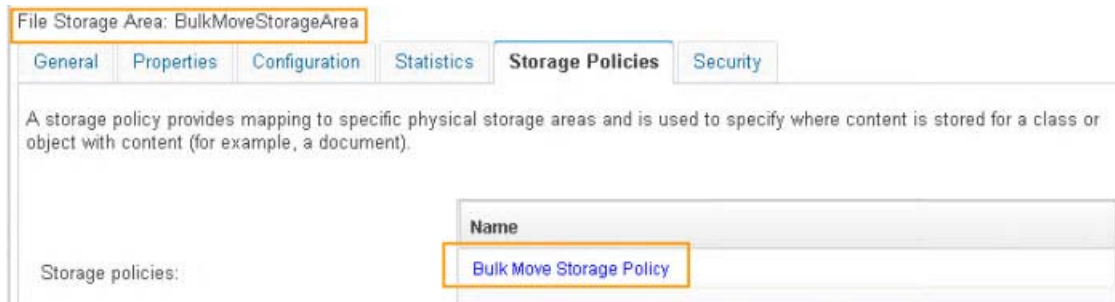 File Storage Area: BulkMoveStorageArea
General Properties Configuration Statistics Storage Policies Security
A storage policy provides mapping to specific physical storage areas and is used to specify where content is stored for a class or
object with content (for example, a document).
Name
Storage policies: Bulk Move Storage Policy